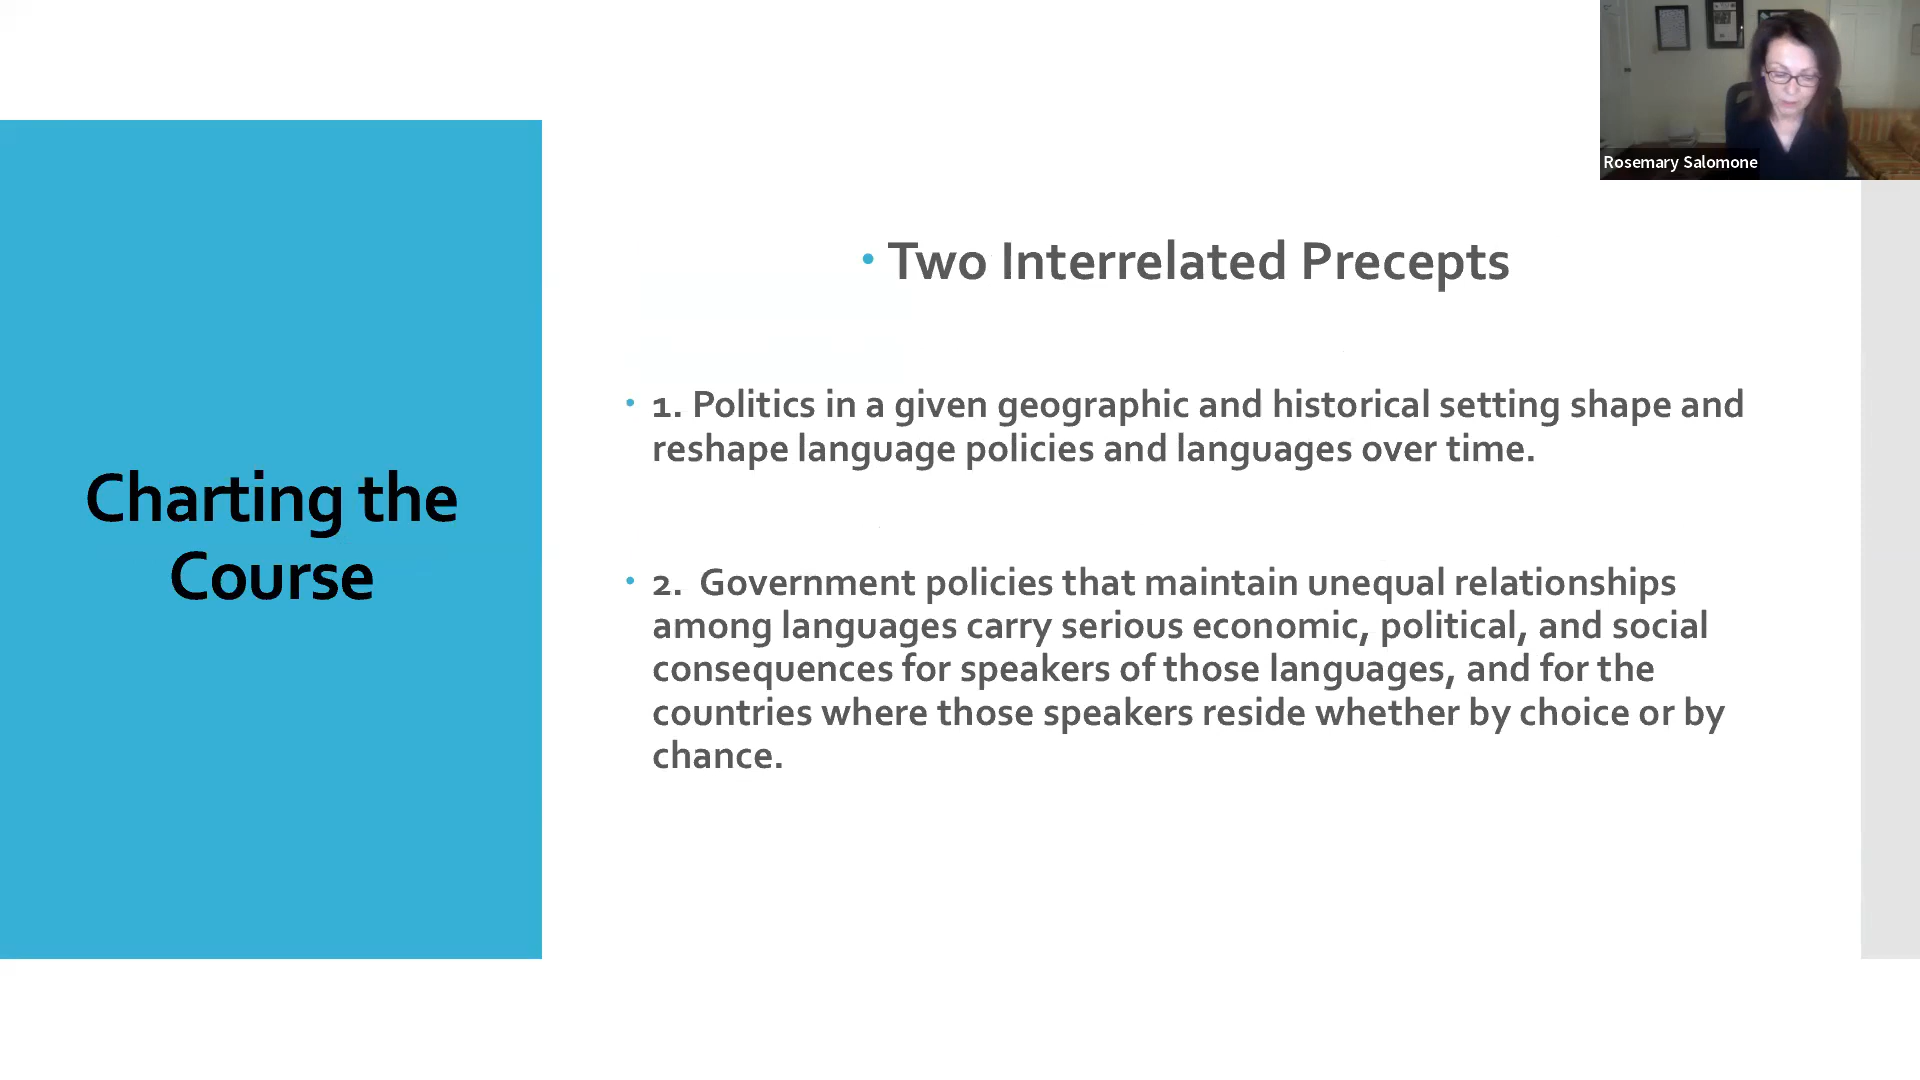 Rosemary Salomone
Charting the
Course
• Two Interrelated Precepts
• 1. Politics in a given geographic and historical setting shape and
reshape language policies and languages over time.
• 2. Government policies that maintain unequal relationships
among languages carry serious economic, political, and social
consequences for speakers of those languages, and for the
countries where those speakers reside whether by choice or by
chance.